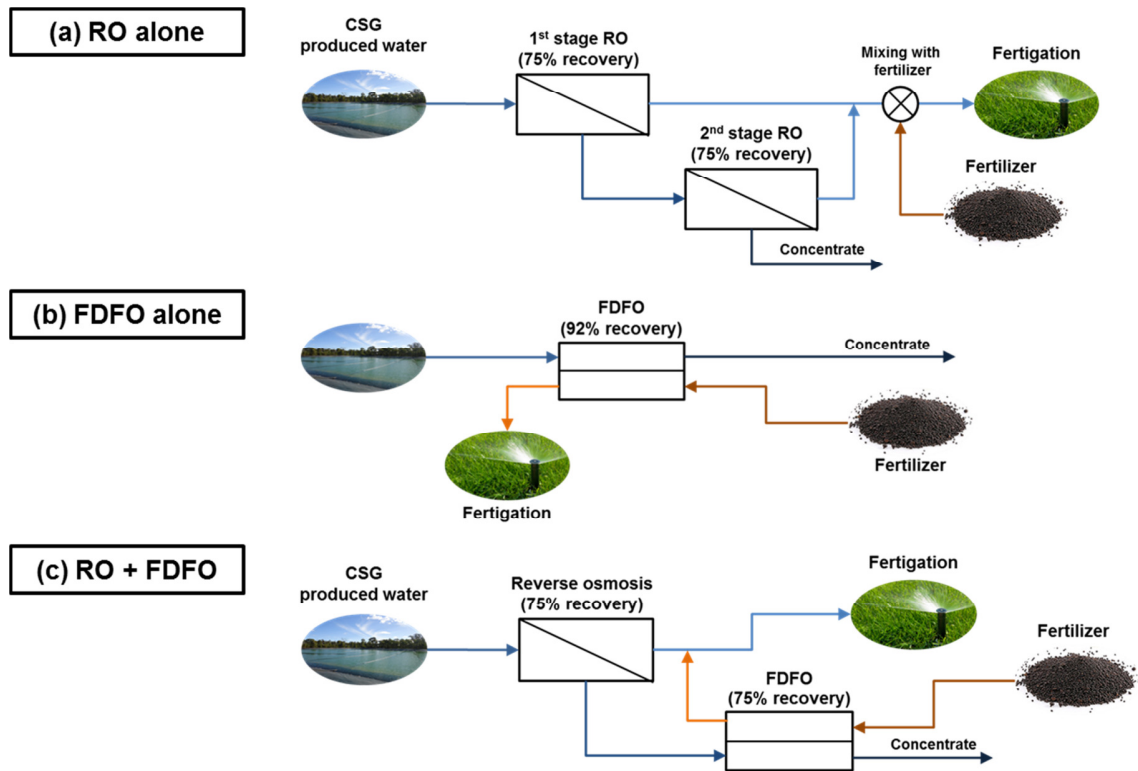 (a) RO alone
CSG
produced water
1st stage RO
(75% recovery)
2nd stage RO
(75% recovery)
Mixing with
fertilizer
Fertigation
Fertilizer
Concentrate
(b) FDFO alone
FDFO
(92% recovery)
Concentrate
Fertilizer
Fertigation
(c) RO + FDFO
CSG
produced water
Reverse osmosis
(75% recovery)
Fertigation
Fertilizer
FDFO
(75% recovery)
Concentrate